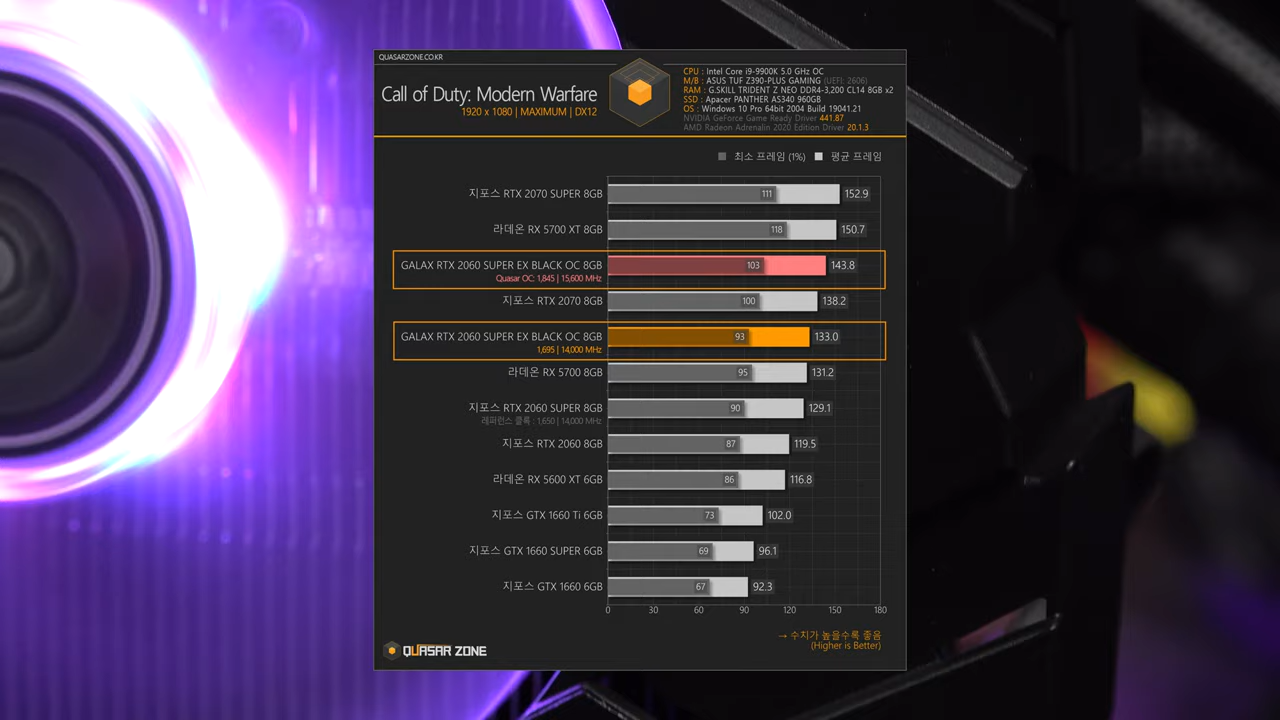 QUASARZONE.CO.KR
Call of Duty: Modern Warfare
1920 x 1080 | MAXIMUM | DX12
CPU : Intel Core i9-9900K 5.0 GHz OC
M/B : ASUS TUF Z390-PLUS GAMING (UEFI: 2606)
RAM : G.SKILL TRIDENT Z NEO DDR4-3,200 CL14 8GB x2
SSD : Apacer PANTHER AS340 960GB
OS : Windows 10 Pro 64bit 2004 Build 19041.21
NVIDIA GeForce Game Ready Driver 441.87
AMD Radeon Adrenalin 2020 Edition Driver 20.1.3
최소 프레임 (1%) 평균 프레임
지포스 RTX 2070 SUPER 8GB 111 152.9
라데온 RX 5700 XT 8GB 118 150.7
GALAX RTX 2060 SUPER EX BLACK OC 8GB 103 143.8
Quasar OC: 1,845 | 15,600 MHz
지포스 RTX 2070 8GB 100 138.2
GALAX RTX 2060 SUPER EX BLACK OC 8GB 93 133.0
1,695 | 14,000 MHz
라데온 RX 5700 8GB 95 131.2
지포스 RTX 2060 SUPER 8GB 90 129.1
레퍼런스 클록 : 1,650 | 14,000 MHz
지포스 RTX 2060 8GB 87 119.5
라데온 RX 5600 XT 6GB 86 116.8
지포스 GTX 1660 Ti 6GB 73 102.0
지포스 GTX 1660 SUPER 6GB 69 96.1
지포스 GTX 1660 6GB 67 92.3
0 30 60 90 120 150 180
→ 수치가 높을수록 좋음
(Higher is Better)
QUASAR ZONE